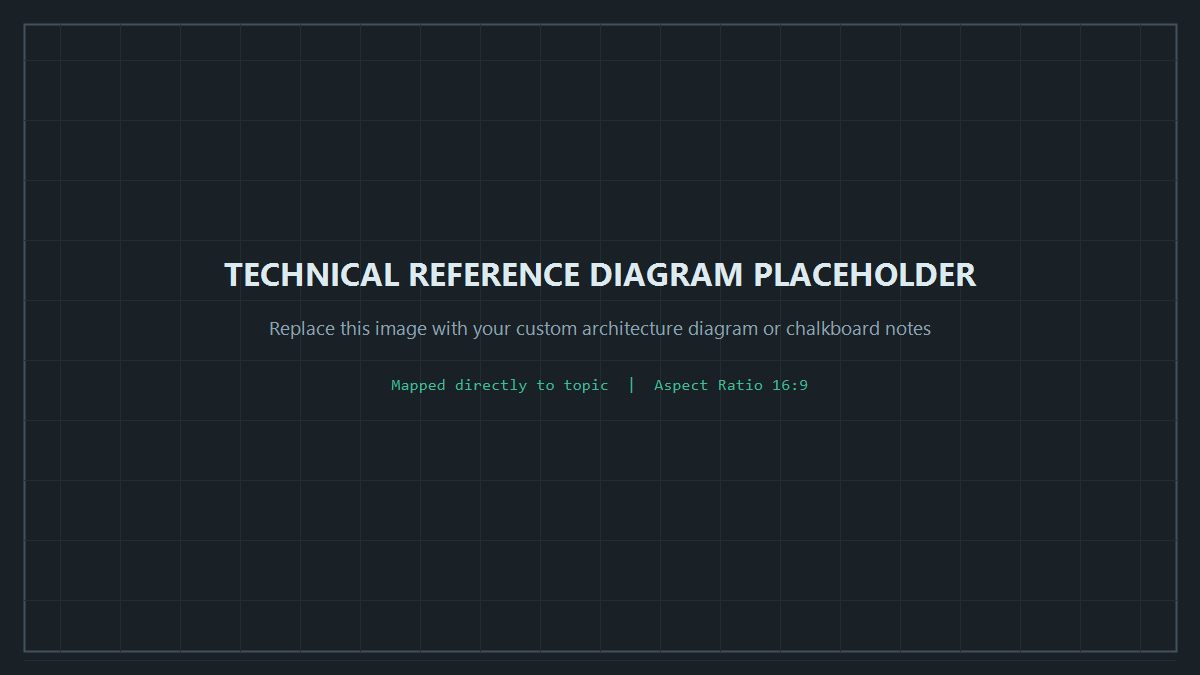 TECHNICAL REFERENCE DIAGRAM PLACEHOLDER
Replace this image with your custom architecture diagram or chalkboard notes
Mapped directly to topic | Aspect Ratio 16:9